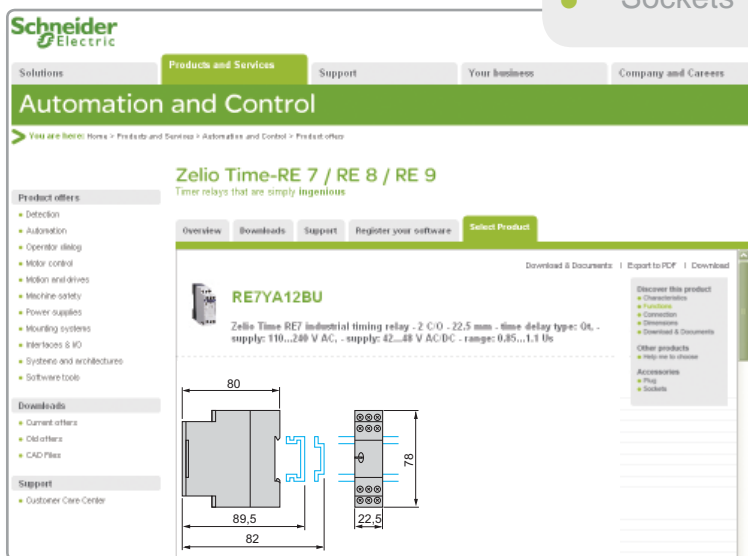 Sockets
Schneider
Electric
Solutions
Products and Services
Support
Your business
Company and Careers
Automation and Control
You are here: Home > Products and Services > Automation and Control > Product offers
Zelio Time-RE 7 / RE 8 / RE 9
Timer relays that are simply ingenious
Product offers
Detection
Automation
Operator dialog
Motor control
Motion and drives
Machine safety
Power supplies
Mounting systems
Interfaces & I/O
Systems and architectures
Software tools
Downloads
Current offers
Old offers
CAD Files
Support
Customer Care Center
Overview
Downloads
Support
Register your software
Select Product
Download & Documents | Export to PDF | Download
RE7YA12BU
Zelio Time RE7 industrial timing relay - 2 C/O - 22.5 mm - time delay type: Qt, -
supply: 110...240 V AC, - supply: 42...48 V AC/DC - range: 0.85...1.1 Us
Discover this product
Characteristics
Functions
Connection
Dimensions
Download & Documents
Other products
Help me to choose
Accessories
Plug
Sockets
80
78
89,5
22,5
82